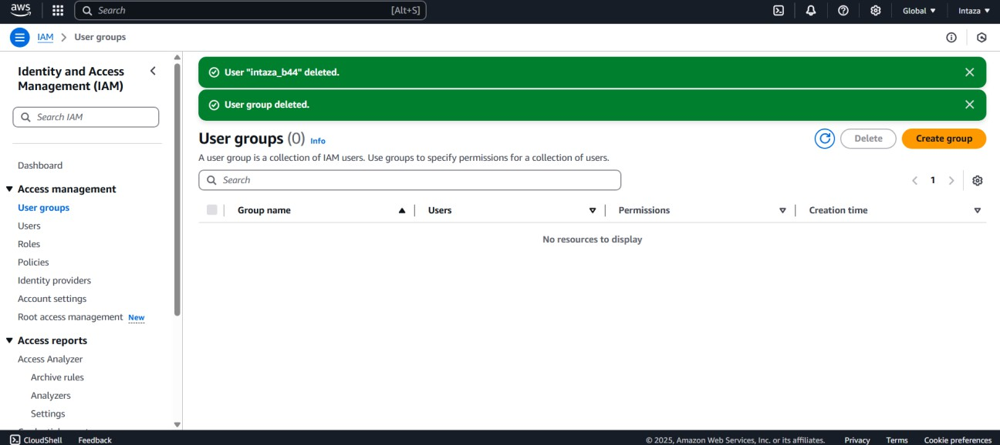 aws
Search [Alt+S] Global ▼ Intaza ▼
IAM > User groups
Identity and Access Management (IAM)
Search IAM
Dashboard
Access management
User groups
Users
Roles
Policies
Identity providers
Account settings
Root access management New
Access reports
Access Analyzer
Archive rules
Analyzers
Settings
User "intaza_b44" deleted.
User group deleted.
User groups (0) Info
Delete
Create group
A user group is a collection of IAM users. Use groups to specify permissions for a collection of users.
Search
1
Group name Users Permissions Creation time
No resources to display
CloudShell Feedback © 2025, Amazon Web Services, Inc. or its affiliates. Privacy Terms Cookie preferences